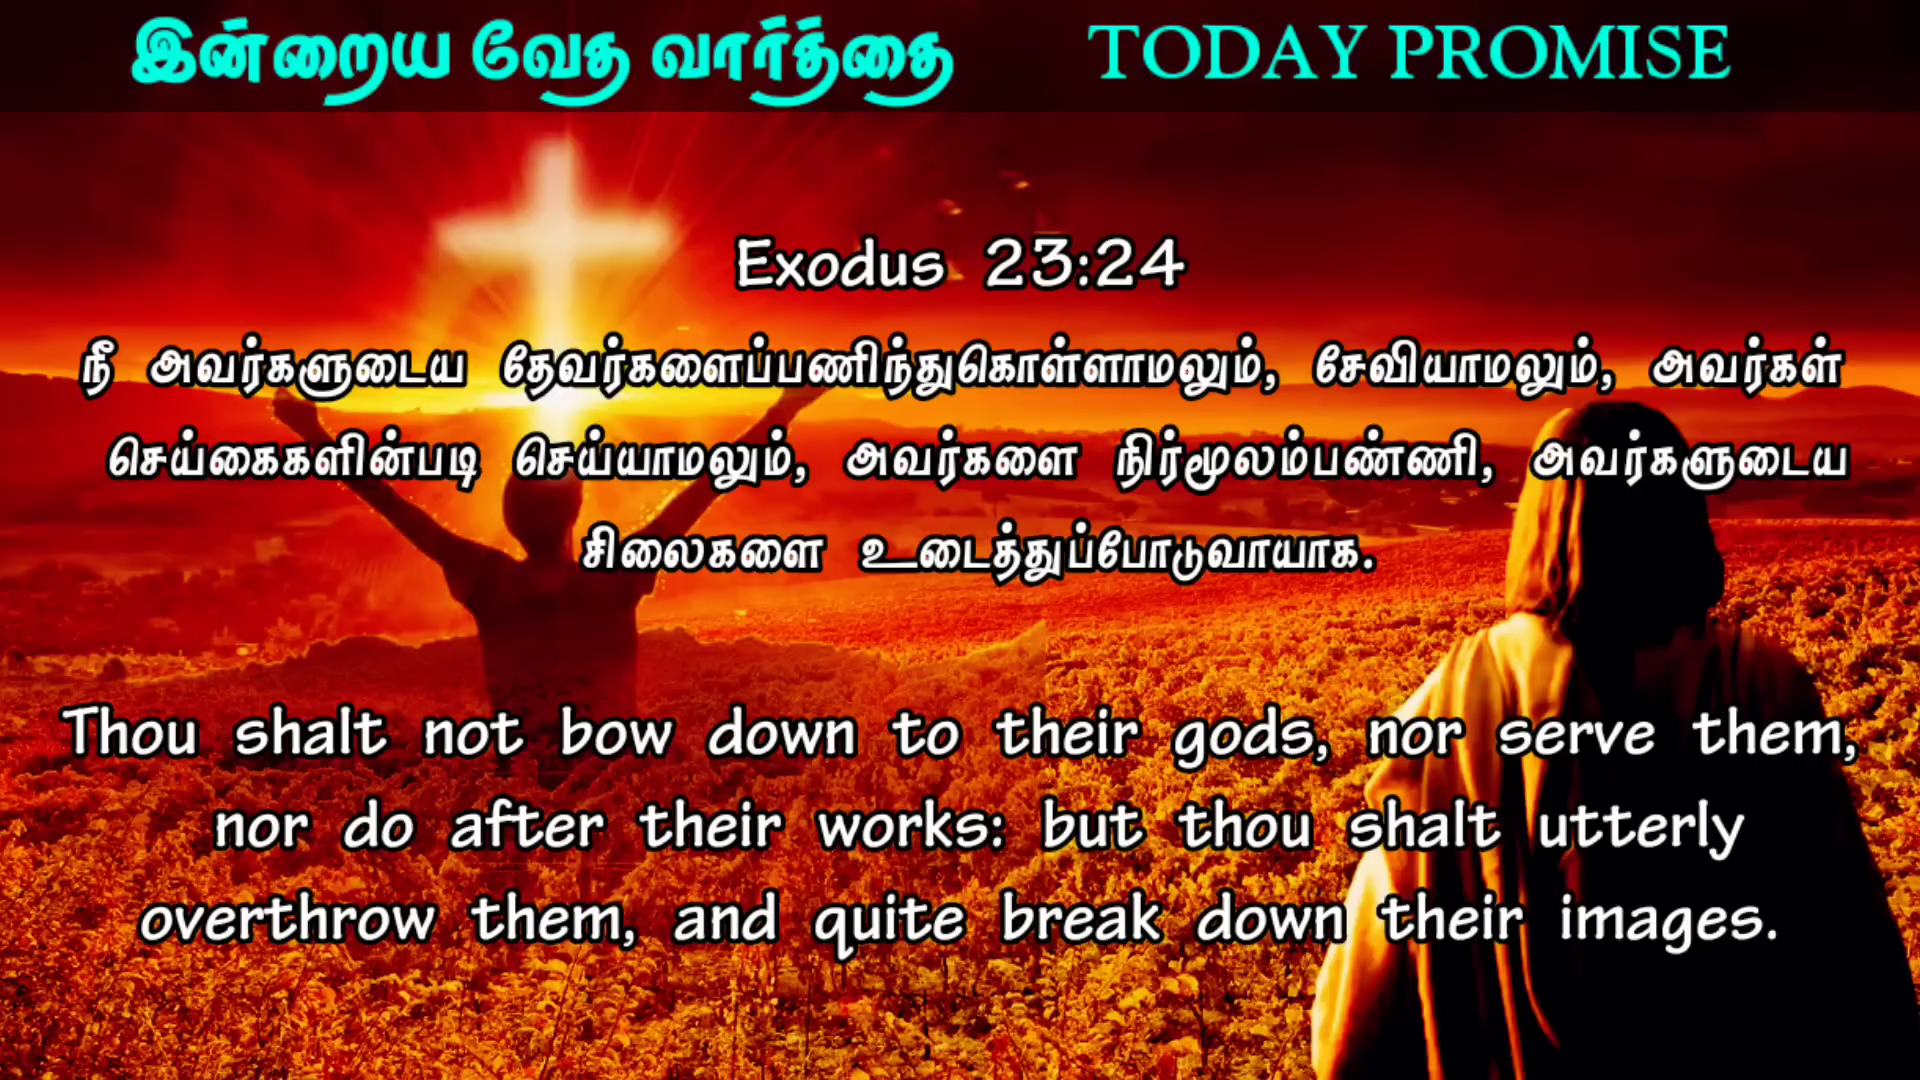 இன்றைய வேத வார்த்தை TODAY PROMISE
Exodus 23:24
நீ அவர்களுடைய தேவர்களைப்பணிந்துகொள்ளாமலும், சேவியாமலும், அவர்கள்
செய்கைகளின்படி செய்யாமலும், அவர்களை நிர்மூலம்பண்ணி, அவர்களுடைய
சிலைகளை உடைத்துப்போடுவாயாக.
Thou shalt not bow down to their gods, nor serve them,
nor do after their works: but thou shalt utterly
overthrow them, and quite break down their images.